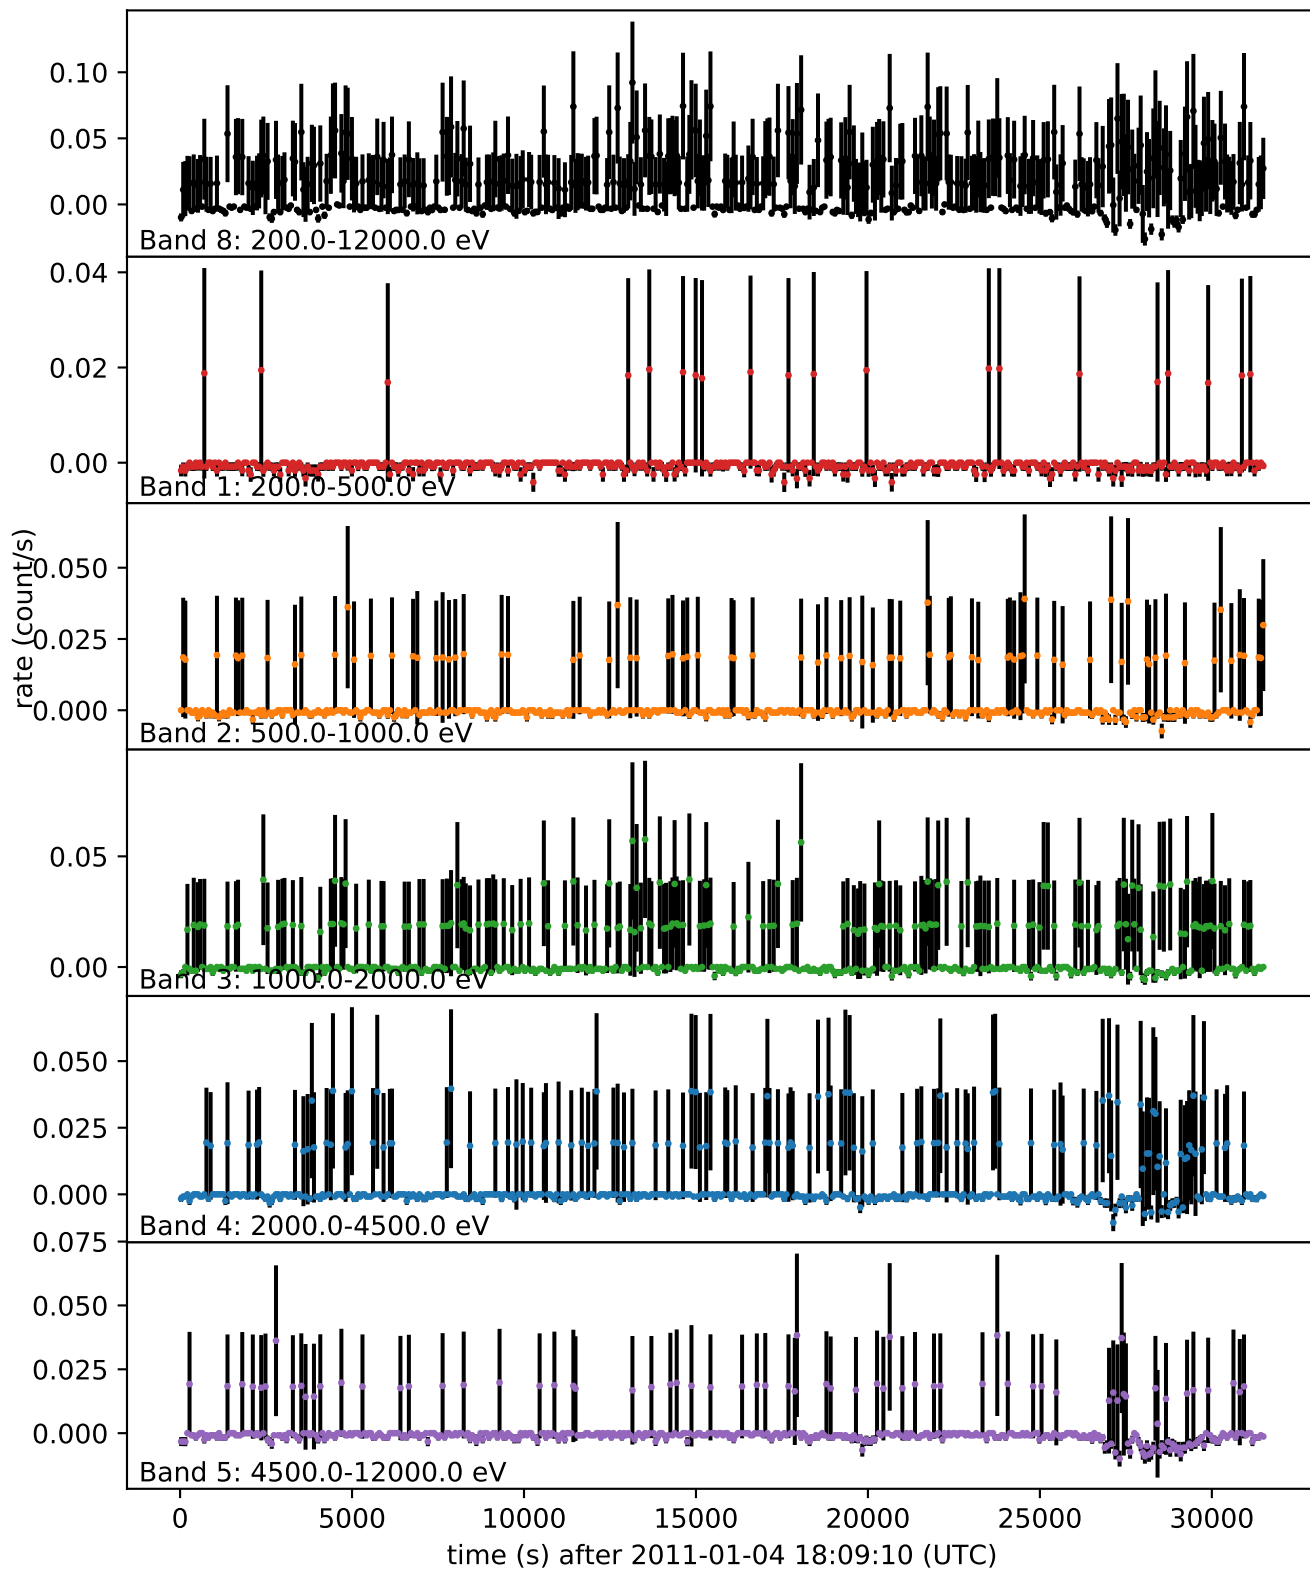 0.10
0.05
0.00
Band 8: 200.0-12000.0 eV
0.04
0.02
0.00
Band 1: 200.0-500.0 eV
rate (count/s)
0.050
0.025
0.000
Band 2: 500.0-1000.0 eV
0.05
0.00
Band 3: 1000.0-2000.0 eV
0.050
0.025
0.000
Band 4: 2000.0-4500.0 eV
0.075
0.050
0.025
0.000
Band 5: 4500.0-12000.0 eV
0 5000 10000 15000 20000 25000 30000
time (s) after 2011-01-04 18:09:10 (UTC)